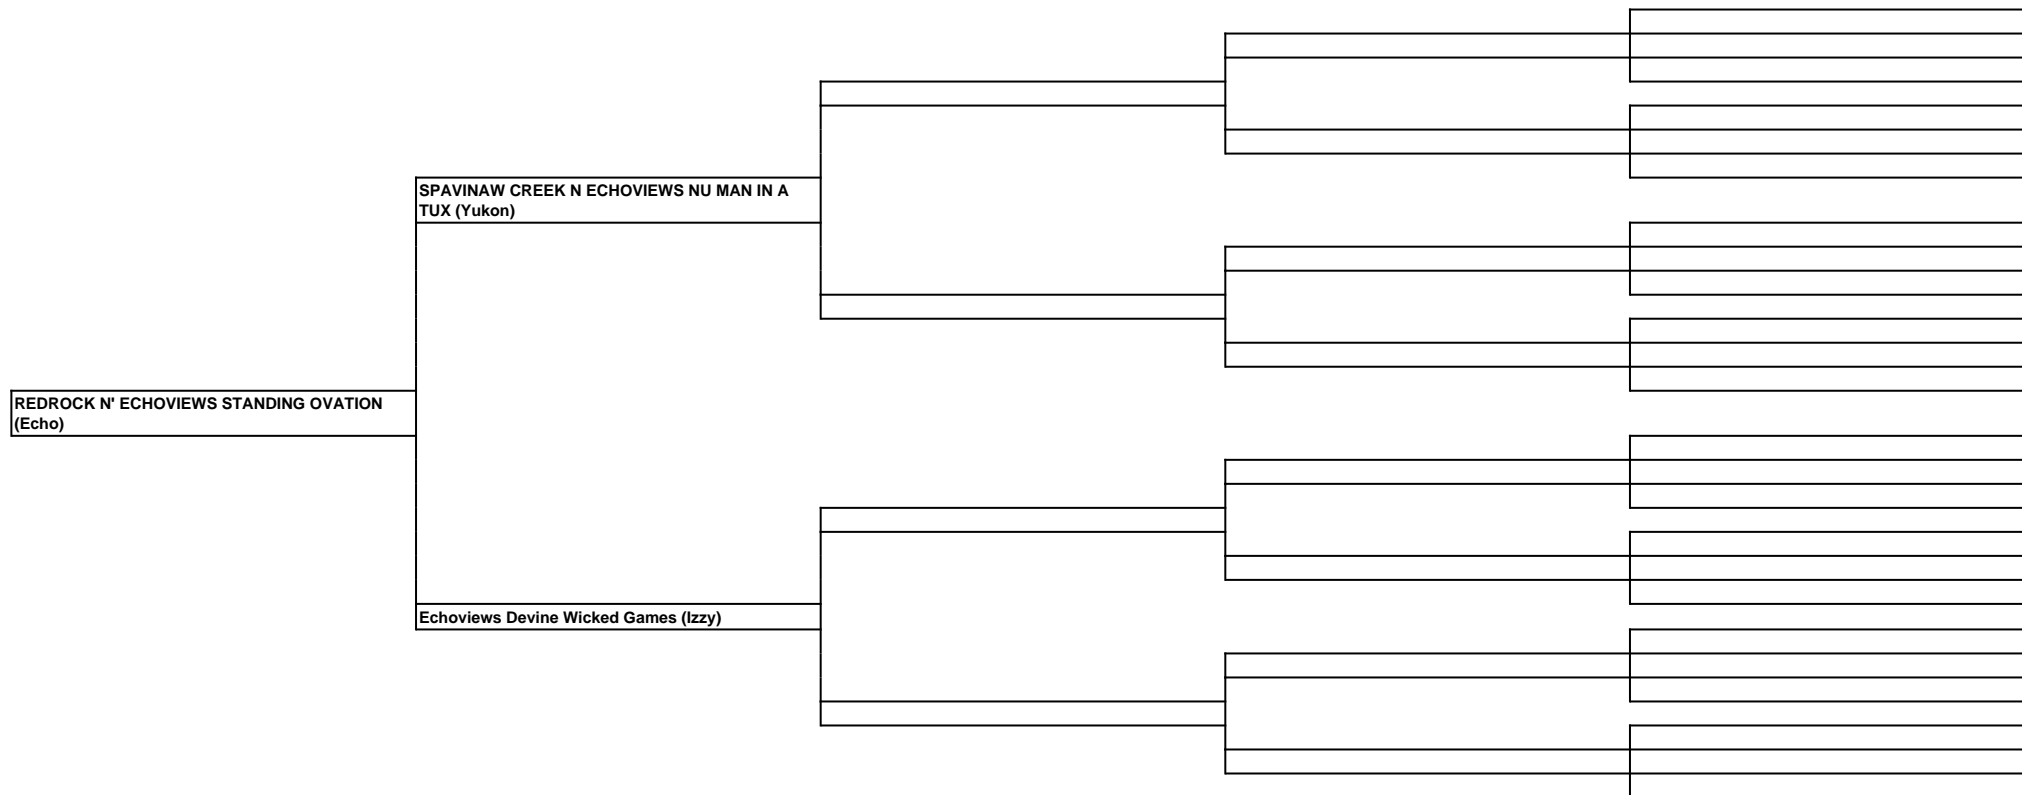 SPAVINAW CREEK N ECHOVIEWS NU MAN IN A
TUX (Yukon)
REDROCK N' ECHOVIEWS STANDING OVATION
(Echo)
Echoviews Devine Wicked Games (Izzy)